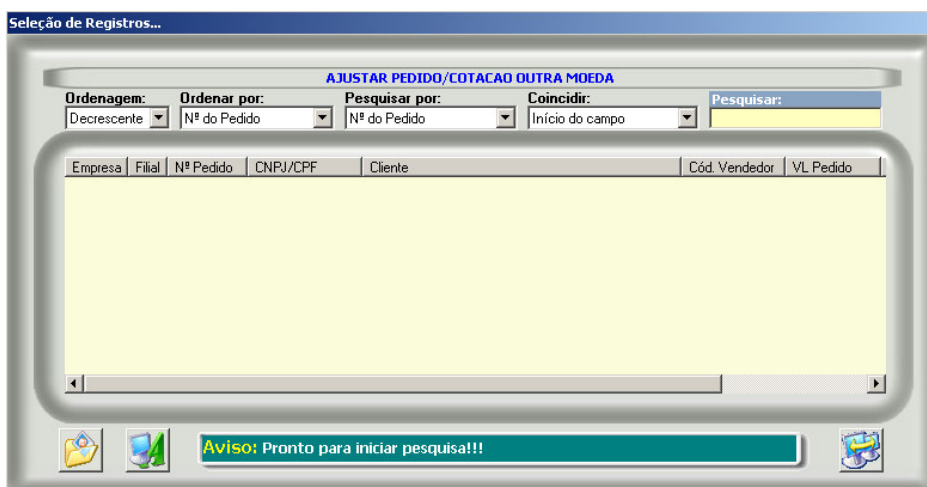 Seleção de Registros...
AJUSTAR PEDIDO/COTACAO OUTRA MOEDA
Ordenagem: Ordenar por: Pesquisar por: Coincidir: Pesquisar:
Decrescente Nº do Pedido Nº do Pedido Início do campo
Empresa Filial Nº Pedido CNPJ/CPF Cliente Cód. Vendedor VL Pedido
Aviso: Pronto para iniciar pesquisa!!!